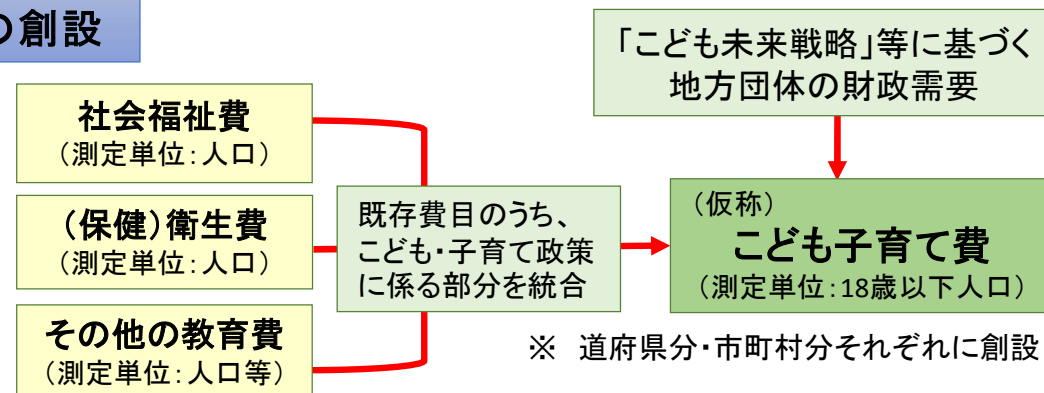 の創設
「こども未来戦略」等に基づく
地方団体の財政需要
社会福祉費
（測定単位：人口）
（保健）衛生費
（測定単位：人口）
その他の教育費
（測定単位：人口等）
既存費目のうち、
こども・子育て政策
に係る部分を統合
（仮称）
こども子育て費
（測定単位：18歳以下人口）
※　道府県分・市町村分それぞれに創設